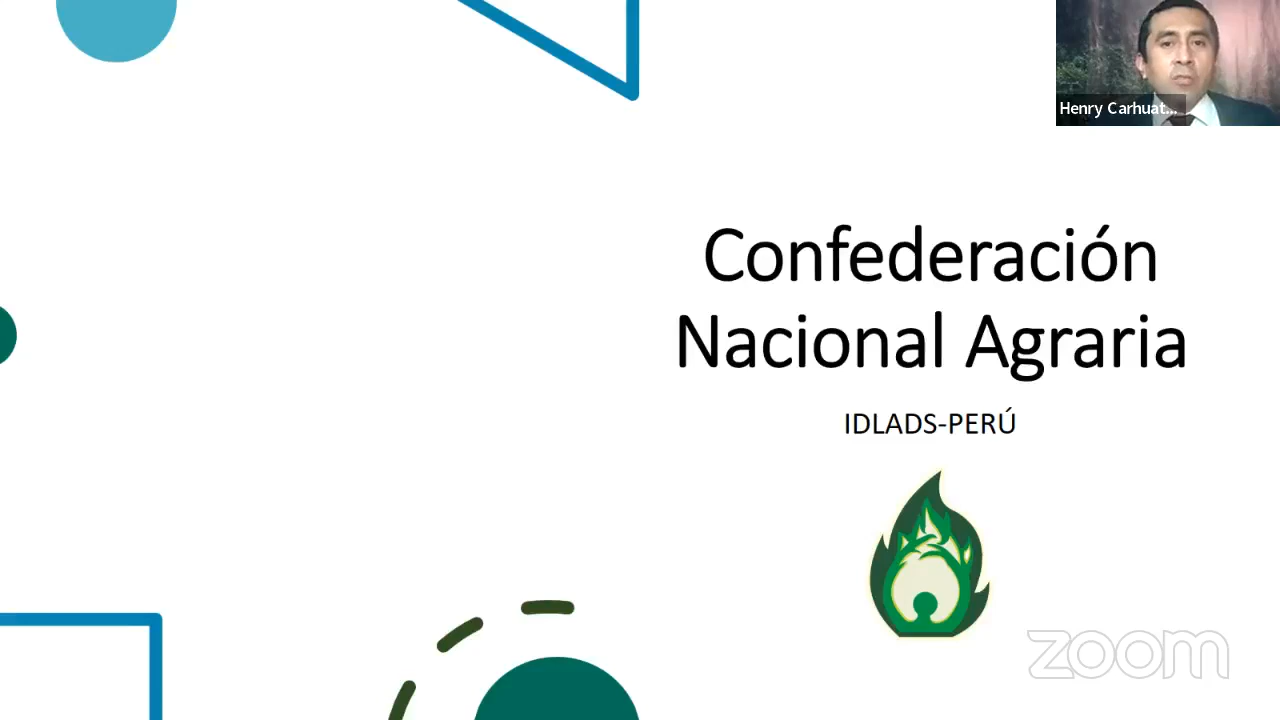 Henry Carhuat...
Confederación
Nacional Agraria
IDLADS-PERÚ
zoom